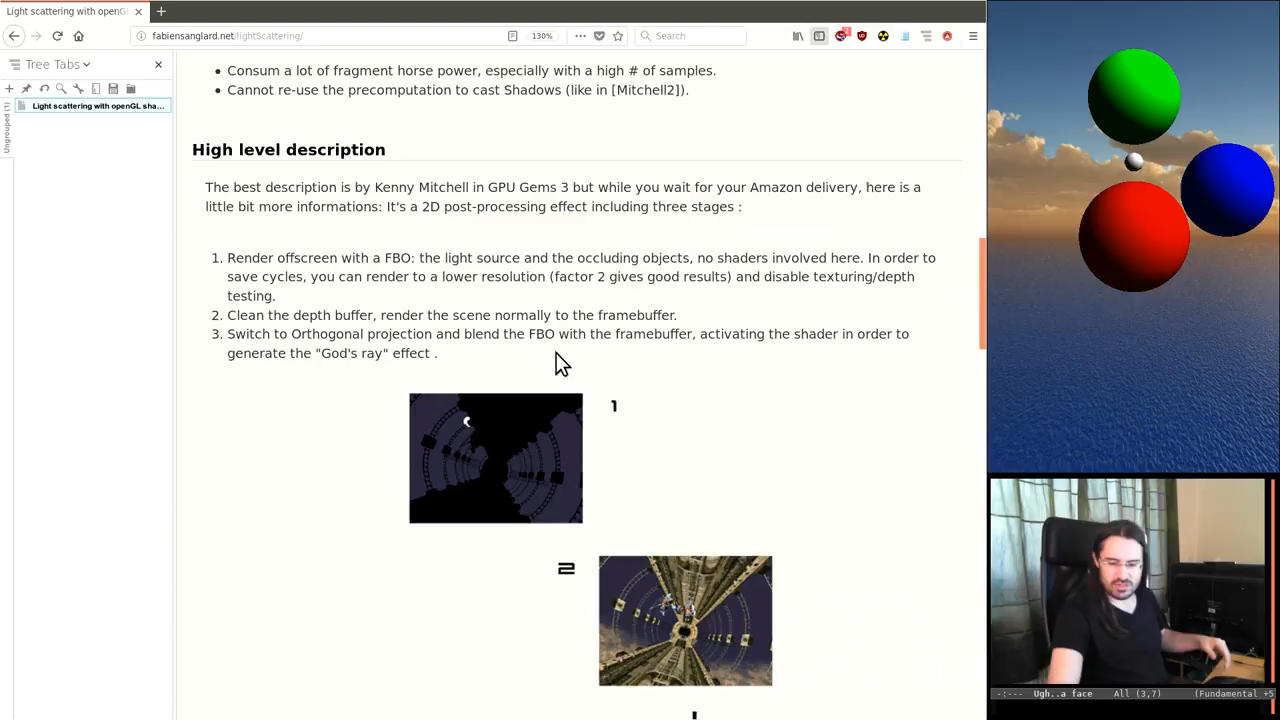 Light scattering with openGL
fabiensanglard.net/lightScattering/
130%
Search
Tree Tabs
Ungrouped (1)
Light scattering with openGL sha...
Consum a lot of fragment horse power, especially with a high # of samples.
Cannot re-use the precomputation to cast Shadows (like in [Mitchell2]).
High level description
The best description is by Kenny Mitchell in GPU Gems 3 but while you wait for your Amazon delivery, here is a
little bit more informations: It's a 2D post-processing effect including three stages :
1. Render offscreen with a FBO: the light source and the occluding objects, no shaders involved here. In order to
save cycles, you can render to a lower resolution (factor 2 gives good results) and disable texturing/depth
testing.
2. Clean the depth buffer, render the scene normally to the framebuffer.
3. Switch to Orthogonal projection and blend the FBO with the framebuffer, activating the shader in order to
generate the "God's ray" effect .
1
2
-:--- Ugh..a face All (3,7) (Fundamental +5